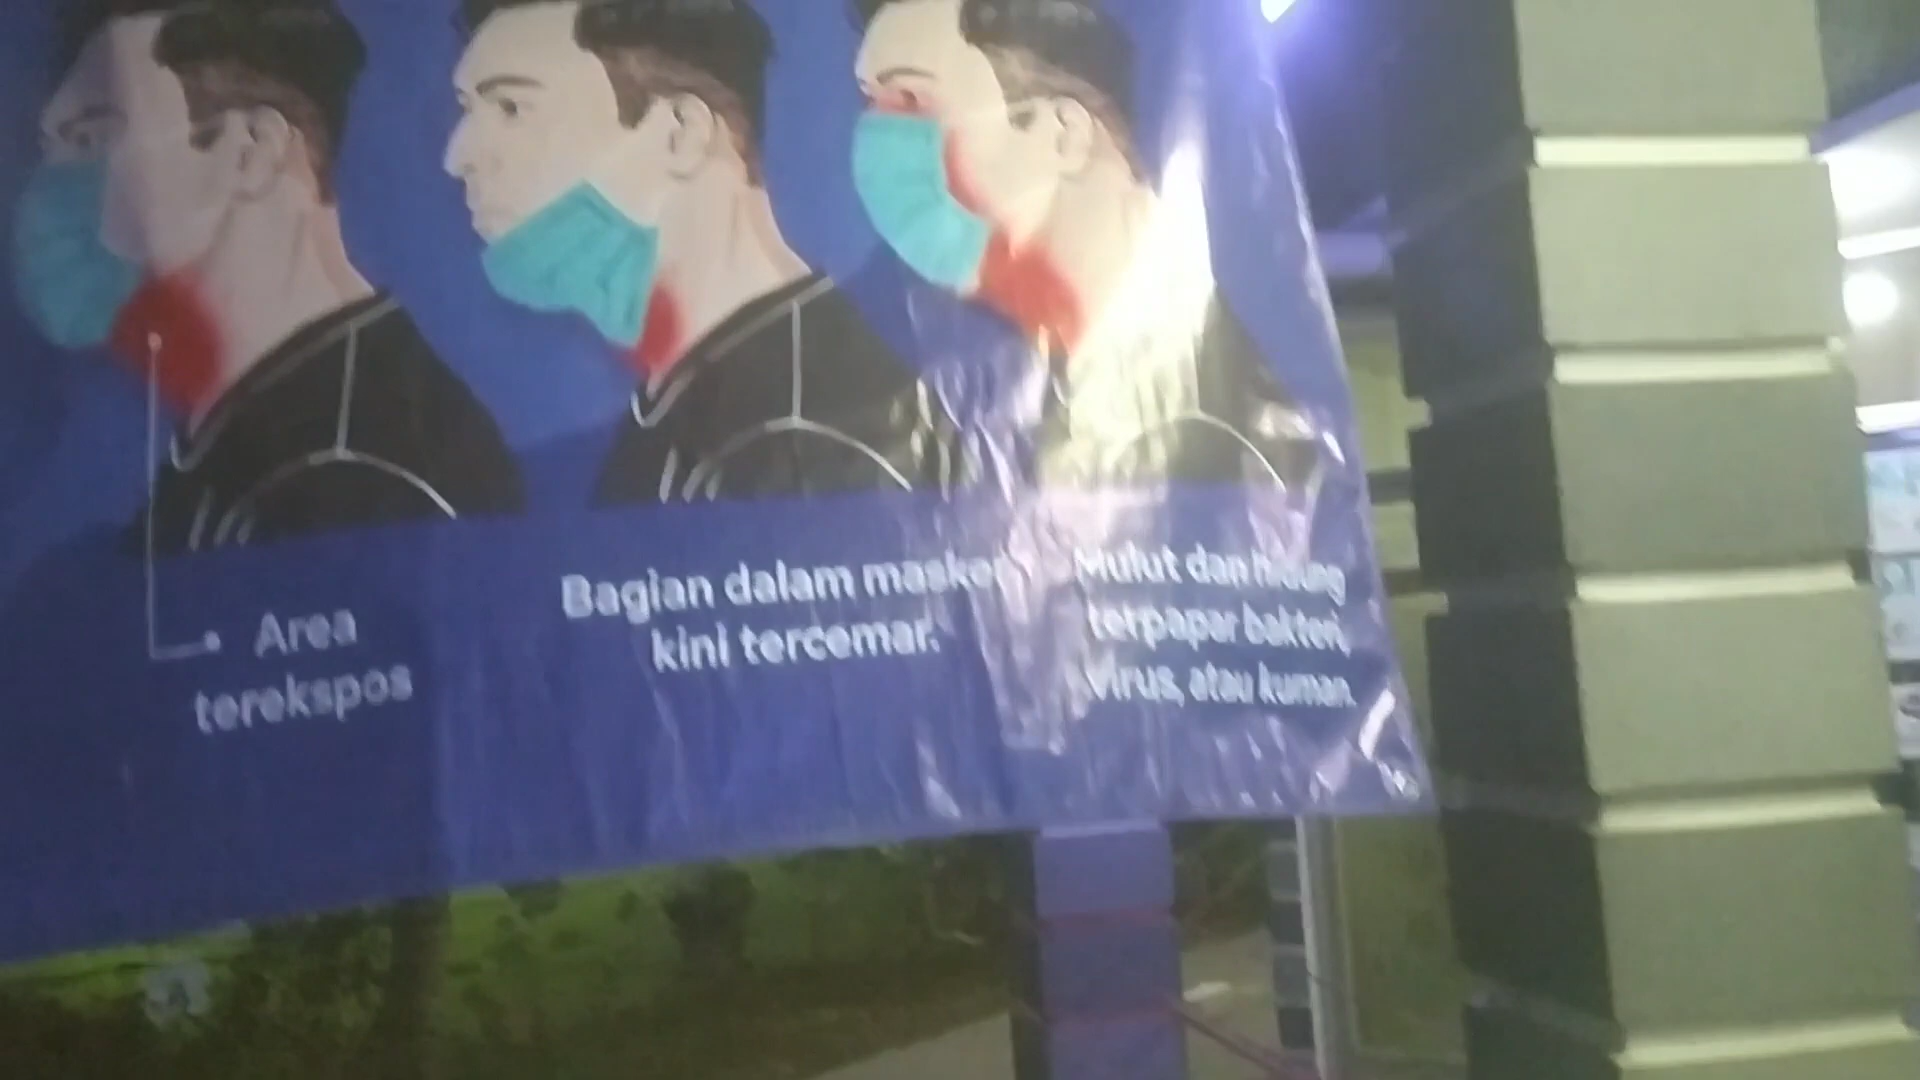 Area
terekspos
Bagian dalam masker
kini tercemar.
Mulut dan hidung
terpapar bakteri,
virus, atau kuman.